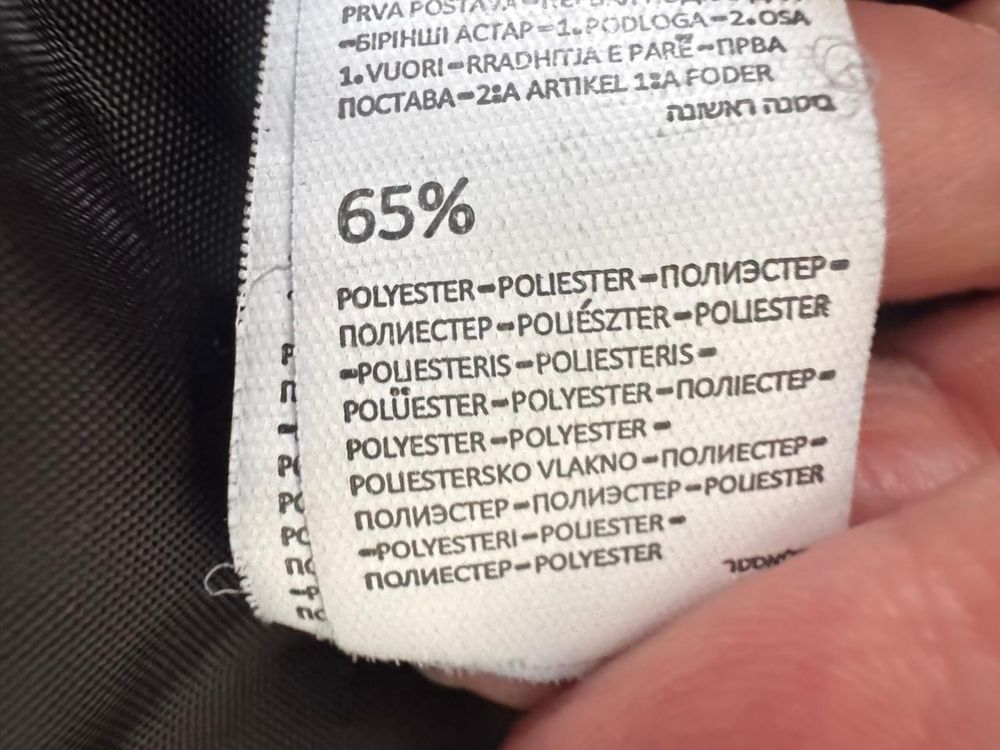 PRVA POSTAVA
-БІРІНШІ АСТАР-1.PODLOGA-2.OSA
1.VUORI-RRADHITJA E PARË-ПРВА
ПОСТАВА-2:A ARTIKEL 1:A FODER
בטנה ראשונה
65%
POLYESTER-POLIESTER-ПОЛИЭСТЕР-
ПОЛИЕСТЕР-POLIÉSZTER-POLIESTER
-POLIESTERIS-POLIESTERIS-
POLÜESTER-POLYESTER-ПОЛІЕСТЕР-
POLYESTER-POLYESTER-
POLIESTERSKO VLAKNO-ПОЛИЕСТЕР-
ПОЛИЭСТЕР-ПОЛИЭСТЕР-POLIESTER
-POLYESTERI-POLIESTER-
ПОЛИЕСТЕР-POLYESTER